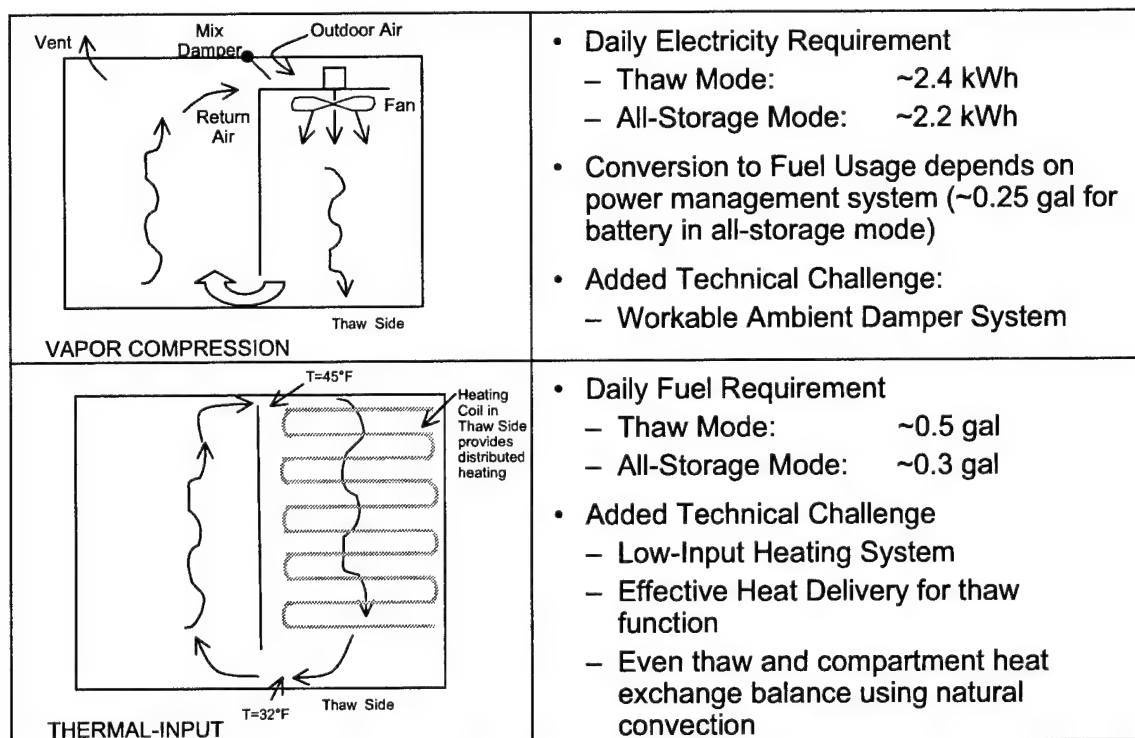 Vent
Mix
Damper
Outdoor Air
Return
Air
Fan
Thaw Side
VAPOR COMPRESSION
• Daily Electricity Requirement
– Thaw Mode: ~2.4 kWh
– All-Storage Mode: ~2.2 kWh
• Conversion to Fuel Usage depends on
power management system (~0.25 gal for
battery in all-storage mode)
• Added Technical Challenge:
– Workable Ambient Damper System
T=45°F
Heating
Coil in
Thaw Side
provides
distributed
heating
T=32°F
Thaw Side
THERMAL-INPUT
• Daily Fuel Requirement
– Thaw Mode: ~0.5 gal
– All-Storage Mode: ~0.3 gal
• Added Technical Challenge
– Low-Input Heating System
– Effective Heat Delivery for thaw
function
– Even thaw and compartment heat
exchange balance using natural
convection